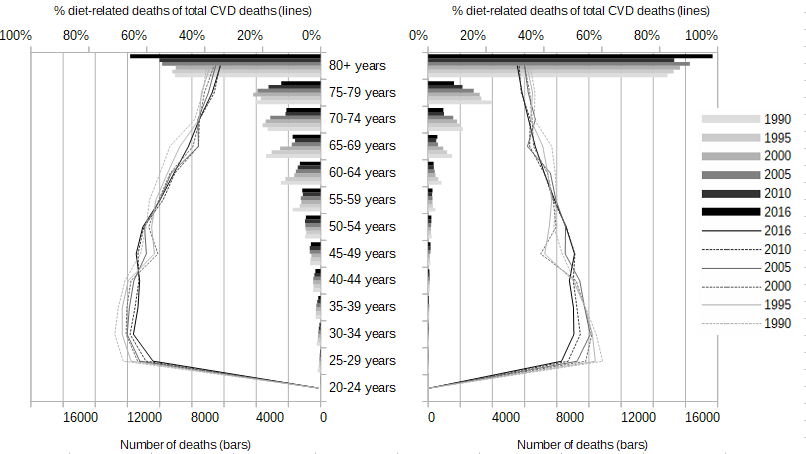 % diet-related deaths of total CVD deaths (lines)
% diet-related deaths of total CVD deaths (lines)
100% 80% 60% 40% 20% 0%
0% 20% 40% 60% 80% 100%
80+ years
75-79 years
70-74 years
65-69 years
60-64 years
55-59 years
50-54 years
45-49 years
40-44 years
35-39 years
30-34 years
25-29 years
20-24 years
1990
1995
2000
2005
2010
2016
2016
2010
2005
2000
1995
1990
16000 12000 8000 4000 0
0 4000 8000 12000 16000
Number of deaths (bars)
Number of deaths (bars)